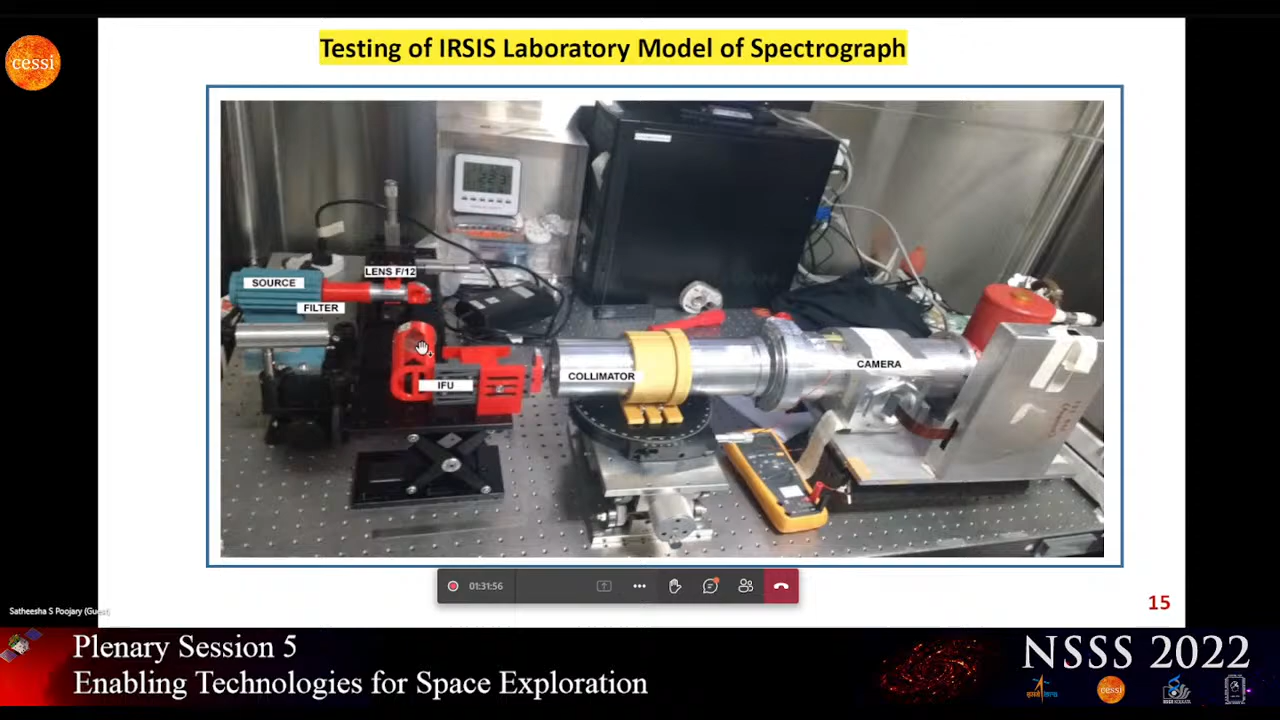 Testing of IRSIS Laboratory Model of Spectrograph
cessi
LENS F/12
SOURCE
FILTER
CAMERA
COLLIMATOR
IFU
01:31:56
15
Satheesha S Poojary (Guest)
Plenary Session 5
Enabling Technologies for Space Exploration
NSSS 2022